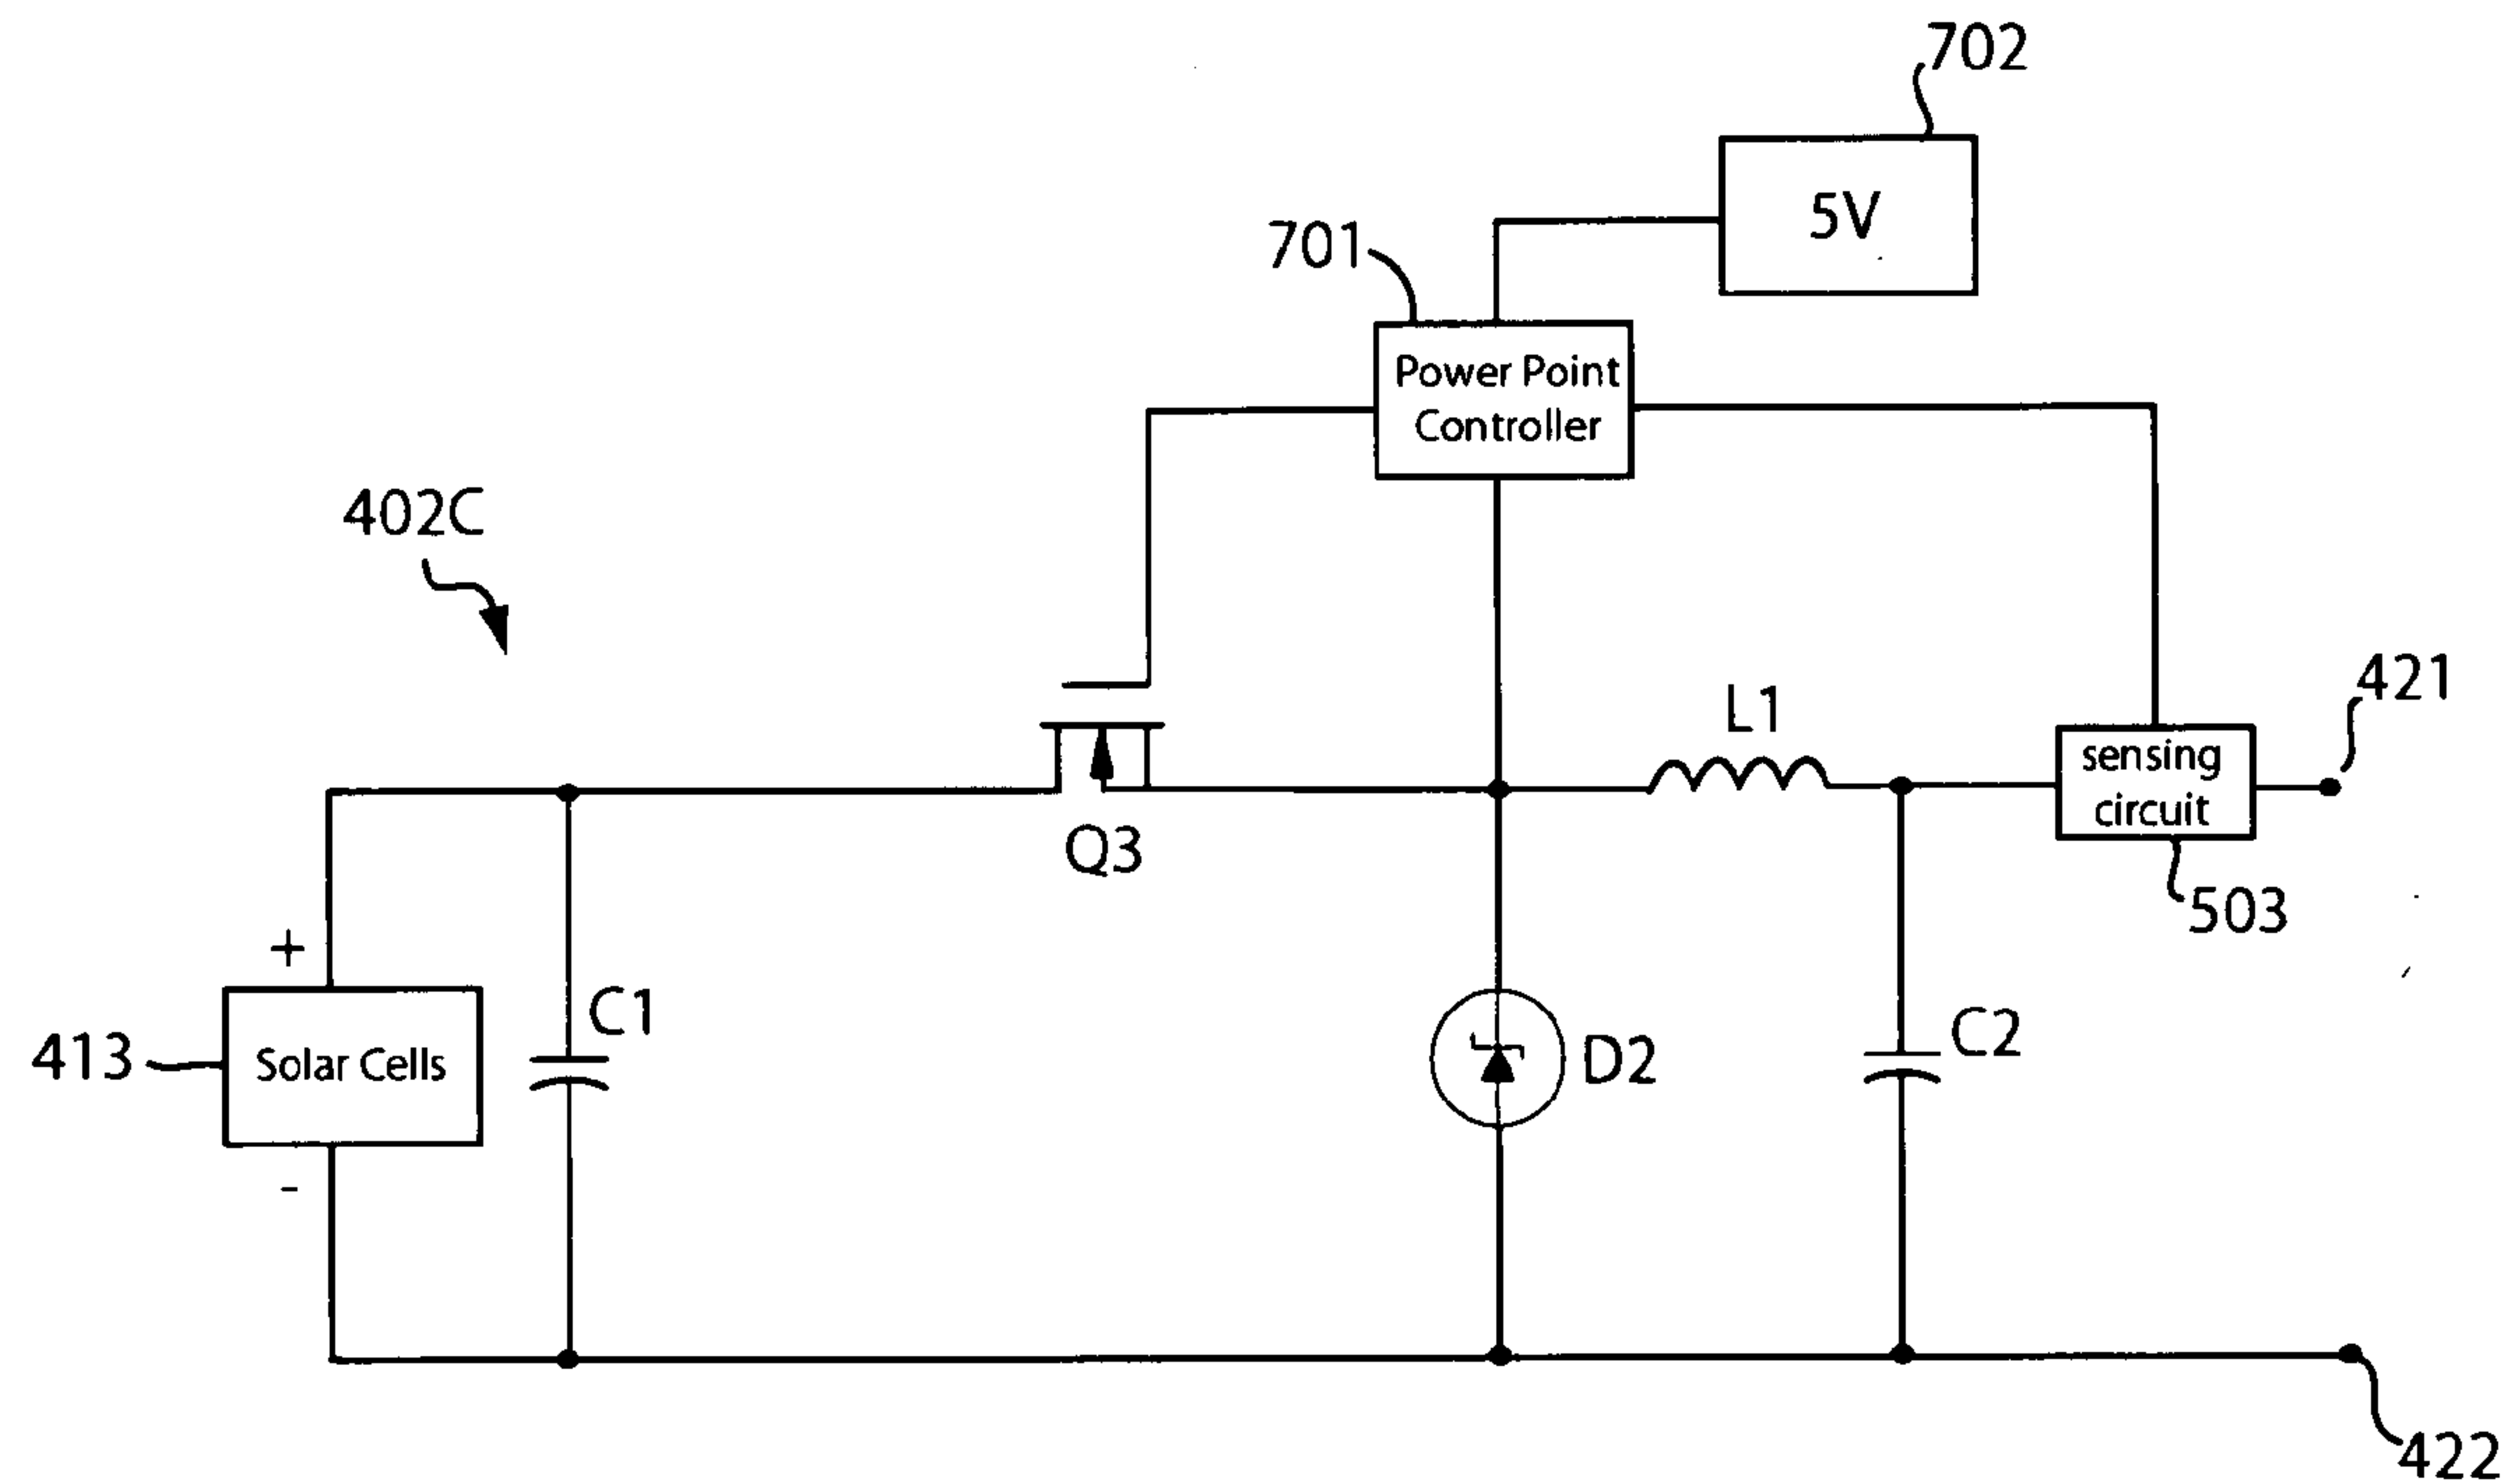 702
5V
701
Power Point
Controller
402C
421
L1
sensing
circuit
Q3
503
+
C1
413
Solar Cells
D2
C2
-
422